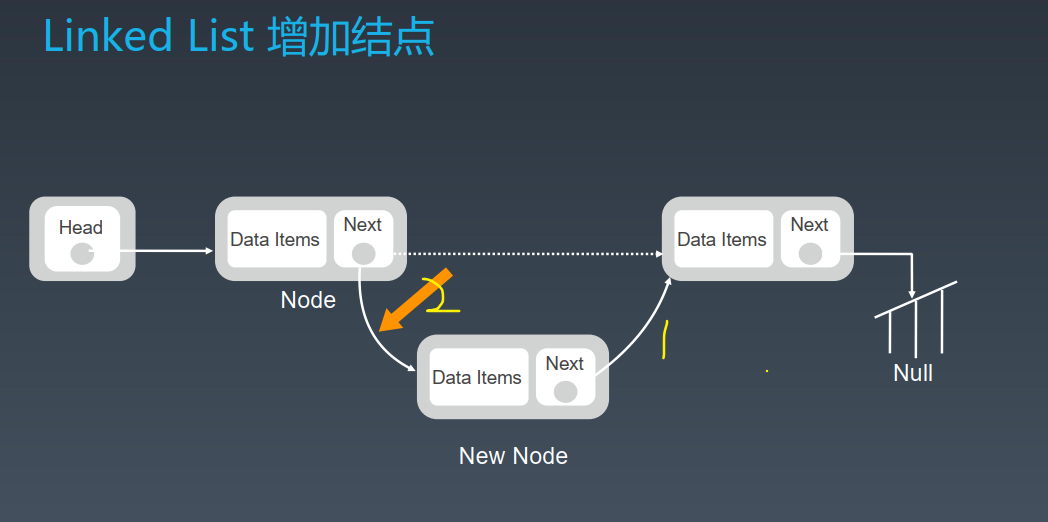 Linked List 增加结点
Head
Data Items
Next
Data Items
Next
Node
2
1
Data Items
Next
Null
New Node